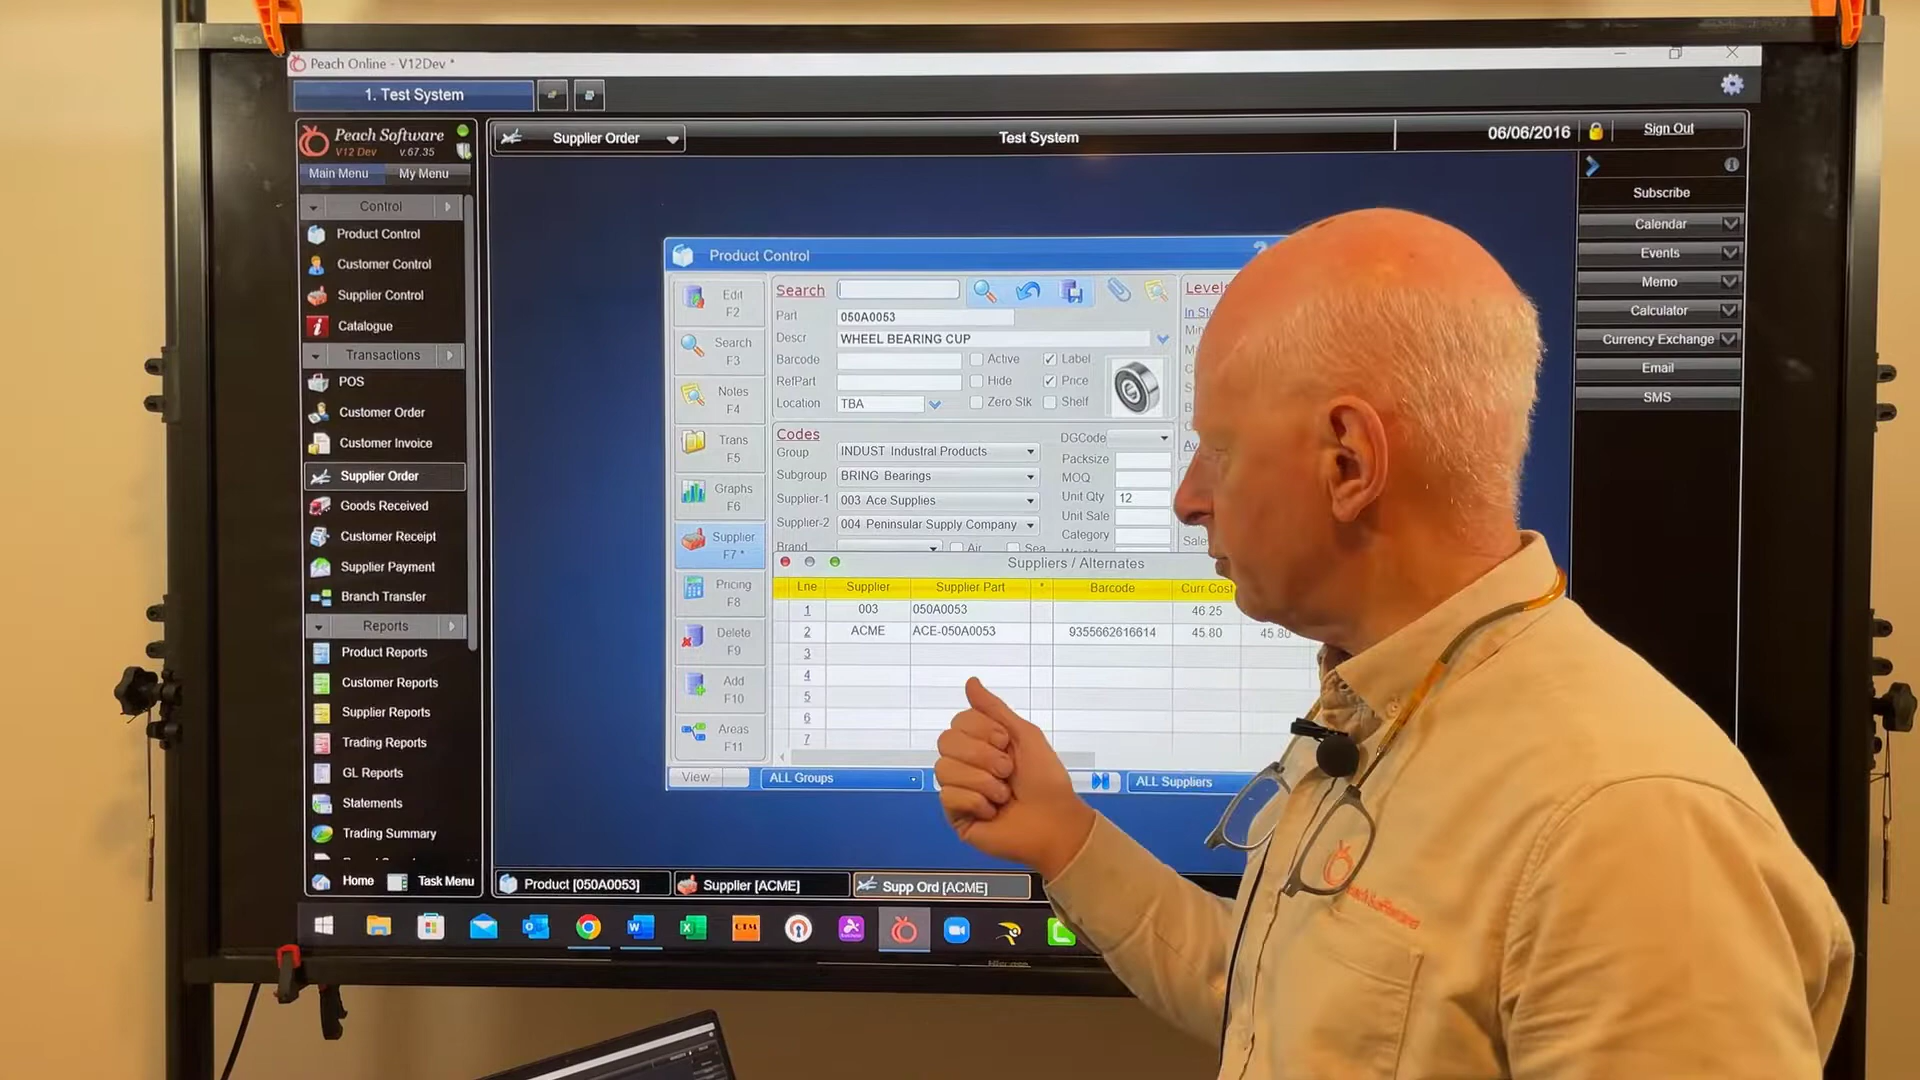 Peach Online - V12Dev *
1. Test System
Peach Software
V12 Dev v.67.35
Main Menu My Menu
Control
Product Control
Customer Control
Supplier Control
Catalogue
Transactions
POS
Customer Order
Customer Invoice
Supplier Order
Goods Received
Customer Receipt
Supplier Payment
Branch Transfer
Reports
Product Reports
Customer Reports
Supplier Reports
Trading Reports
GL Reports
Statements
Trading Summary
Home Task Menu
Supplier Order
Test System
06/06/2016
Sign Out
Subscribe
Calendar
Events
Memo
Calculator
Currency Exchange
Email
SMS
Product Control
?
Edit
F2
Search
F3
Notes
F4
Trans
F5
Graphs
F6
Supplier
F7 *
Pricing
F8
Delete
F9
Add
F10
Areas
F11
Search
Part 050A0053
Descr WHEEL BEARING CUP
Barcode Active Label
RefPart Hide Price
Location TBA Zero Stk Shelf
Levels
Codes
Group INDUST Industral Products
Subgroup BRING Bearings
Supplier-1 003 Ace Supplies
Supplier-2 004 Peninsular Supply Company
Brand Air Sea
DGCode
Packsize
MOQ
Unit Qty 12
Unit Sale
Category
Suppliers / Alternates
Lne Supplier Supplier Part * Barcode Curr Cost
1 003 050A0053 46.25
2 ACME ACE-050A0053 9355662616614 45.80 45.80
3
4
5
6
7
View ALL Groups ALL Suppliers
Product [050A0053] Supplier [ACME] Supp Ord [ACME]
CTM
Peach Software